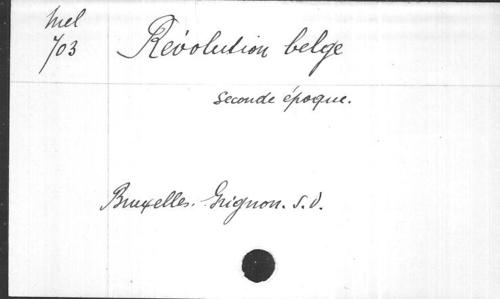 Mel
703
Révolution belge
seconde époque.
Bruxelles. Grignon. s.d.